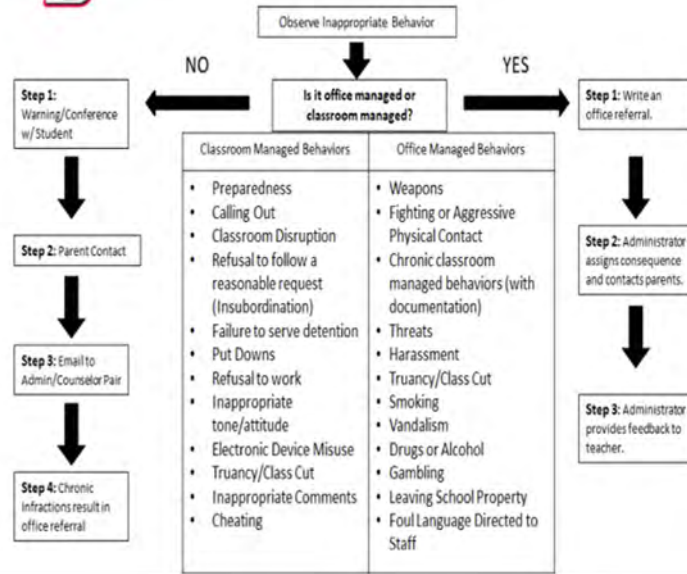 Observe Inappropriate Behavior
NO
YES
Is it office managed or
classroom managed?
Step 1:
Warning/Conference
w/ Student
Step 2: Parent Contact
Step 3: Email to
Admin/Counselor Pair
Step 4: Chronic
Infractions result in
office referral
Classroom Managed Behaviors
• Preparedness
• Calling Out
• Classroom Disruption
• Refusal to follow a
reasonable request
(Insubordination)
• Failure to serve detention
• Put Downs
• Refusal to work
• Inappropriate
tone/attitude
• Electronic Device Misuse
• Truancy/Class Cut
• Inappropriate Comments
• Cheating
Office Managed Behaviors
• Weapons
• Fighting or Aggressive
Physical Contact
• Chronic classroom
managed behaviors (with
documentation)
• Threats
• Harassment
• Truancy/Class Cut
• Smoking
• Vandalism
• Drugs or Alcohol
• Gambling
• Leaving School Property
• Foul Language Directed to
Staff
Step 1: Write an
office referral.
Step 2: Administrator
assigns consequence
and contacts parents.
Step 3: Administrator
provides feedback to
teacher.